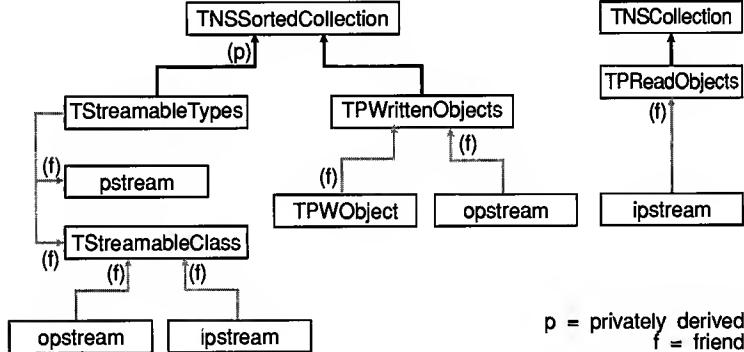 TNSSortedCollection
TNSCollection
(p)
TStreamableTypes
TPWrittenObjects
TPReadObjects
(f)
(f)
(f)
pstream
(f)
TPWObject
opstream
ipstream
TStreamableClass
(f)
(f)
(f)
opstream
ipstream
p = privately derived
f = friend